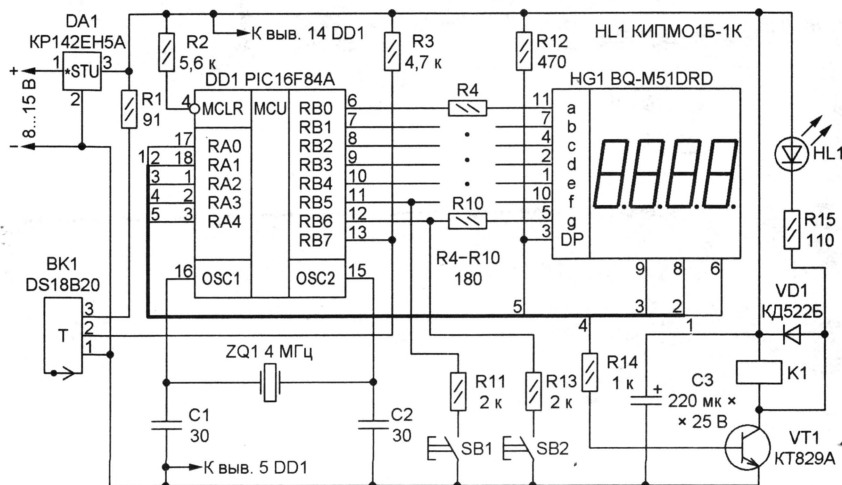 DA1
КР142ЕН5А
+
1
*STU
3
2
8...15 В
–
R1
91
R2
5,6 к
К выв. 14 DD1
R3
4,7 к
R12
470
HL1 КИПМО1Б-1К
DD1 PIC16F84A
HG1 BQ-M51DRD
4
MCLR
MCU
RB0
6
R4
11
a
RB1
7
7
b
17
RA0
RB2
8
4
c
1
2
18
RA1
RB3
9
2
d
3
1
RA2
RB4
10
1
e
4
2
RA3
RB5
11
10
f
5
3
RA4
RB6
12
R10
5
g
RB7
13
3
DP
R4–R10
180
16
OSC1
OSC2
15
9
8
6
HL1
R15
110
BK1
DS18B20
3
2
1
T
5
3
2
1
4
VD1
КД522Б
ZQ1 4 МГц
R11
2 к
R13
2 к
R14
1 к
C3
220 мк ×
× 25 В
+
K1
C1
30
C2
30
SB1
SB2
VT1
КТ829А
К выв. 5 DD1